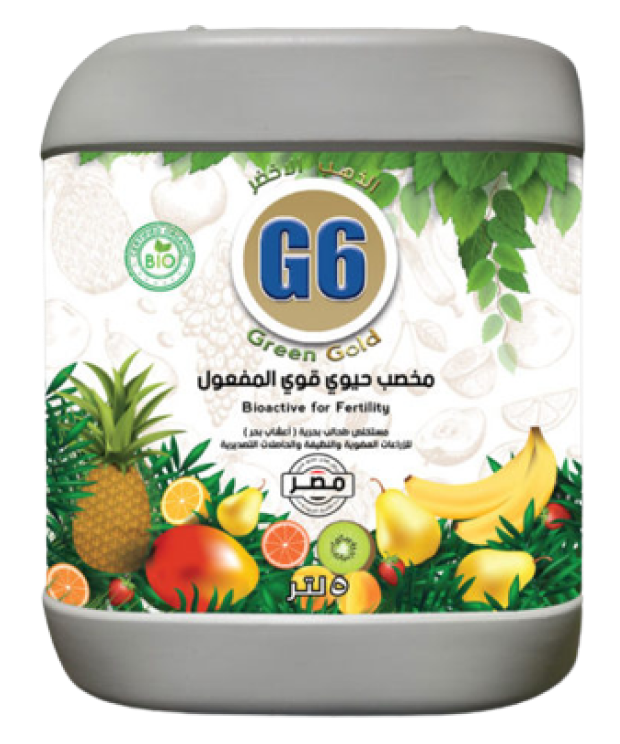 الذهب الأخضر
G6
Green Gold
BIO
مخصب حيوي قوي المفعول
Bioactive for Fertility
مستخلص طحالب بحرية ( أعشاب بحر )
للزراعات العضوية والنظيفة والحاصلات التصديرية
مصر
٥ لتر